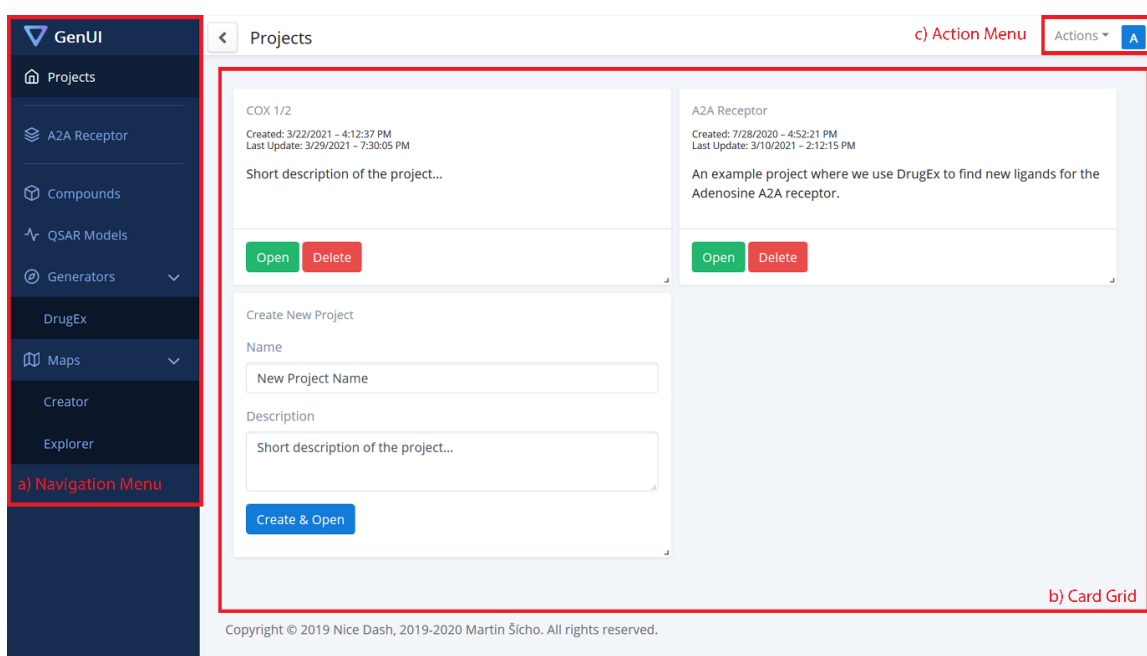 GenUI
Projects
A2A Receptor
Compounds
QSAR Models
Generators
DrugEx
Maps
Creator
Explorer
a) Navigation Menu
Projects
c) Action Menu
Actions
A
COX 1/2
Created: 3/22/2021 – 4:12:37 PM
Last Update: 3/29/2021 – 7:30:05 PM
Short description of the project...
Open Delete
A2A Receptor
Created: 7/28/2020 – 4:52:21 PM
Last Update: 3/10/2021 – 2:12:15 PM
An example project where we use DrugEx to find new ligands for the
Adenosine A2A receptor.
Open Delete
Create New Project
Name
New Project Name
Description
Short description of the project...
Create & Open
b) Card Grid
Copyright © 2019 Nice Dash, 2019-2020 Martin Šícho. All rights reserved.